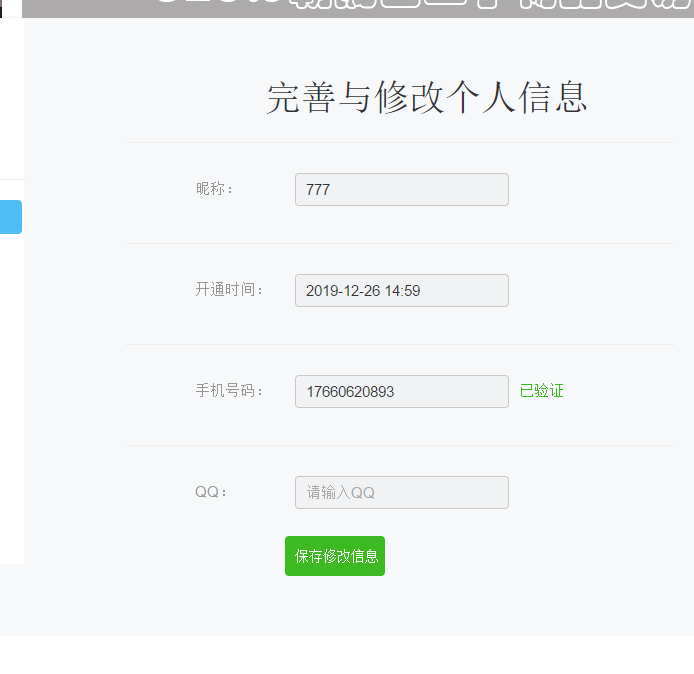 完善与修改个人信息
昵称：
777
开通时间：
2019-12-26 14:59
手机号码：
17660620893
已验证
QQ：
请输入QQ
保存修改信息